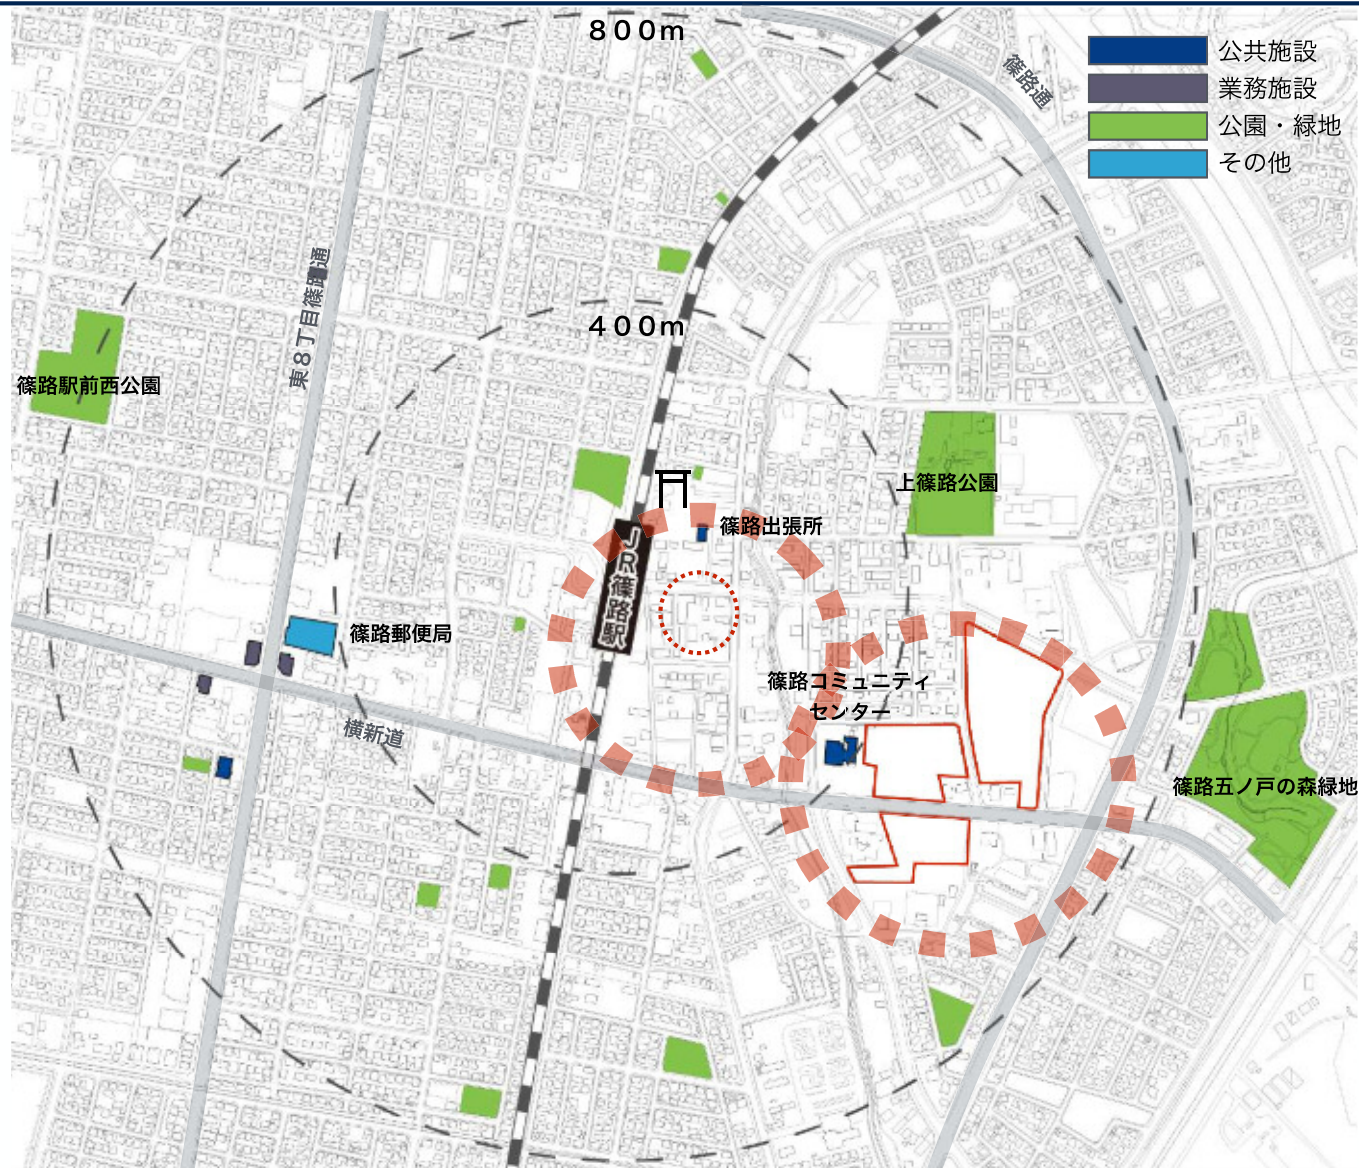 800m
篠路通
公共施設
業務施設
公園・緑地
その他
東8丁目篠路通
400m
篠路駅前西公園
上篠路公園
篠路出張所
JR篠路駅
篠路郵便局
篠路コミュニティ
センター
横新道
篠路五ノ戸の森緑地